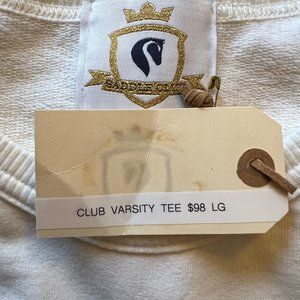 SADDLE CLUB
CLUB VARSITY TEE $98 LG